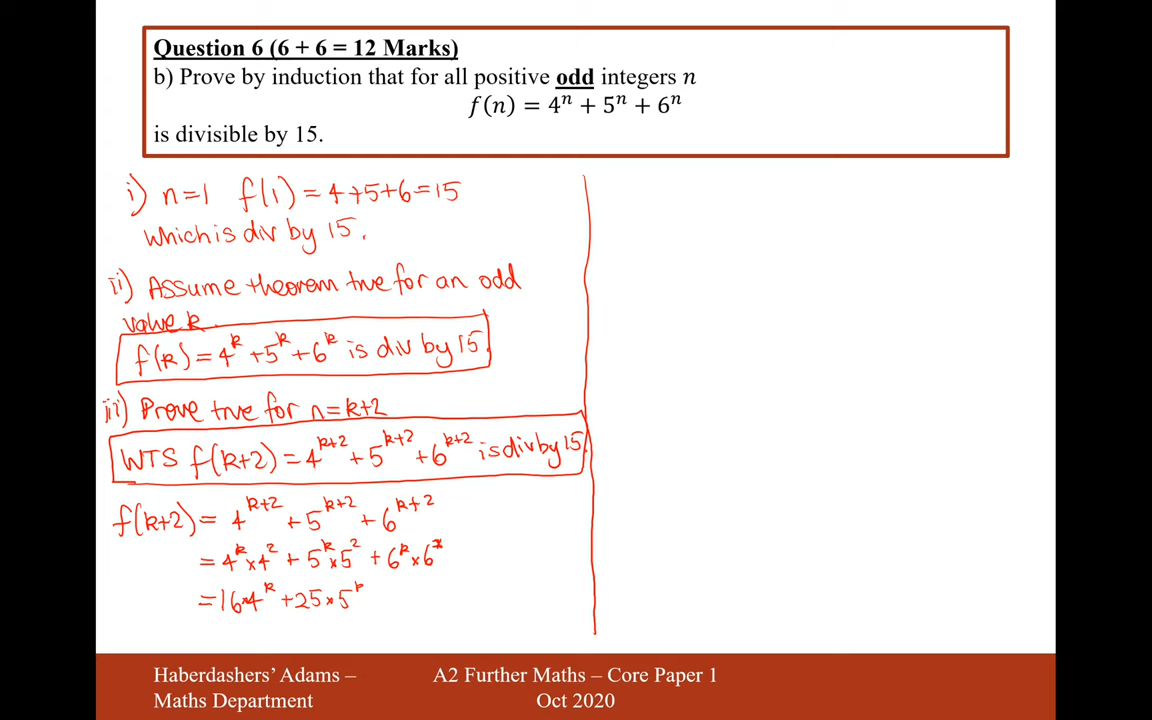 Question 6 (6 + 6 = 12 Marks)
b) Prove by induction that for all positive odd integers n
f(n) = 4ⁿ + 5ⁿ + 6ⁿ
is divisible by 15.
i) n=1 f(1) = 4+5+6=15
which is div by 15.
ii) Assume theorem true for an odd
value k.
f(k) = 4^k + 5^k + 6^k is div by 15.
iii) Prove true for n=k+2
WTS f(k+2) = 4^(k+2) + 5^(k+2) + 6^(k+2) is div by 15.
f(k+2) = 4^(k+2) + 5^(k+2) + 6^(k+2)
= 4^k × 4^2 + 5^k × 5^2 + 6^k × 6^2
= 16×4^k + 25×5^k
Haberdashers' Adams –
Maths Department
A2 Further Maths – Core Paper 1
Oct 2020